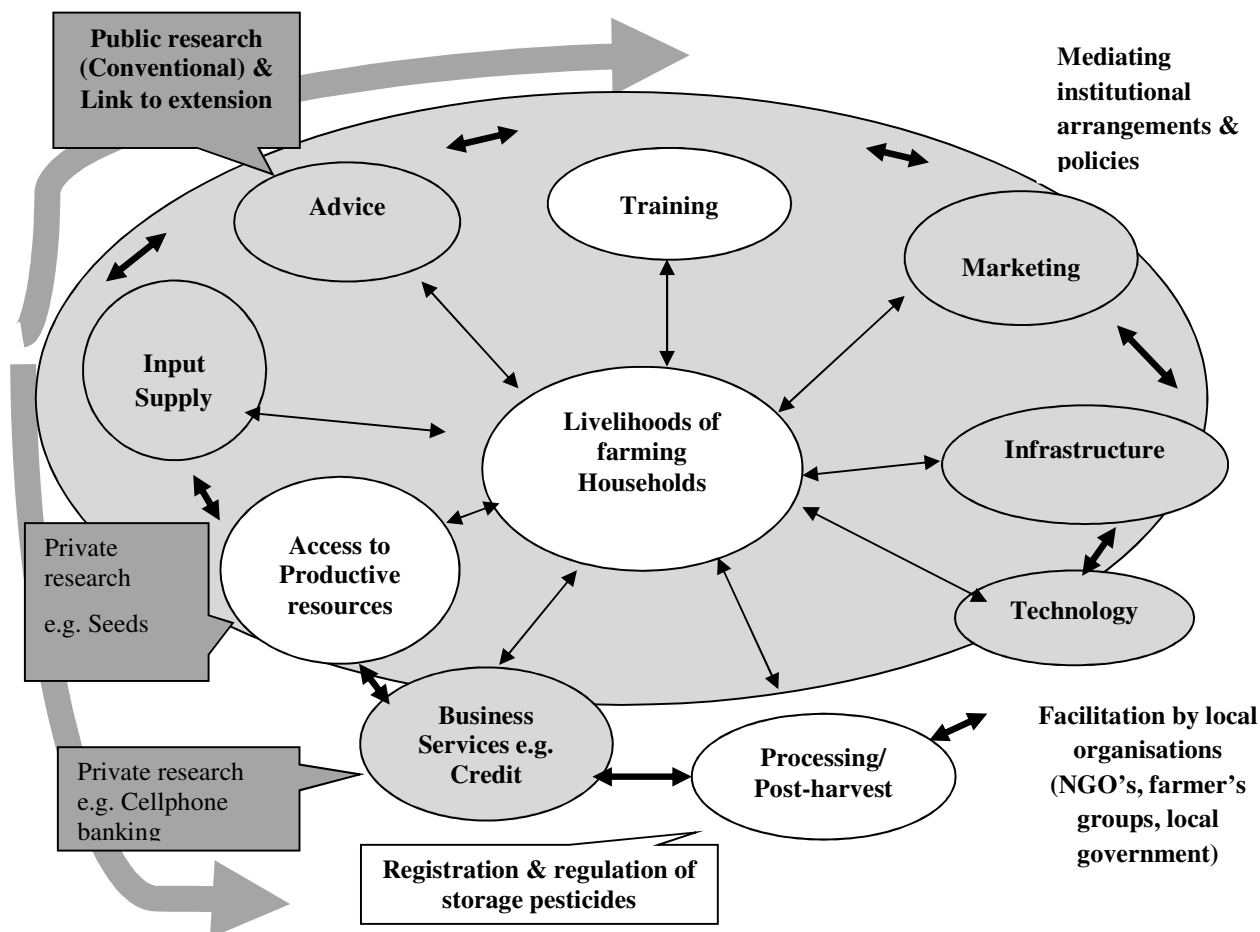 Public research
(Conventional) &
Link to extension
Mediating
institutional
arrangements &
policies
Advice
Training
Marketing
Input
Supply
Livelihoods of
farming
Households
Infrastructure
Private
research
e.g. Seeds
Access to
Productive
resources
Technology
Business
Services e.g.
Credit
Processing/
Post-harvest
Facilitation by local
organisations
(NGO's, farmer's
groups, local
government)
Private research
e.g. Cellphone
banking
Registration & regulation of
storage pesticides